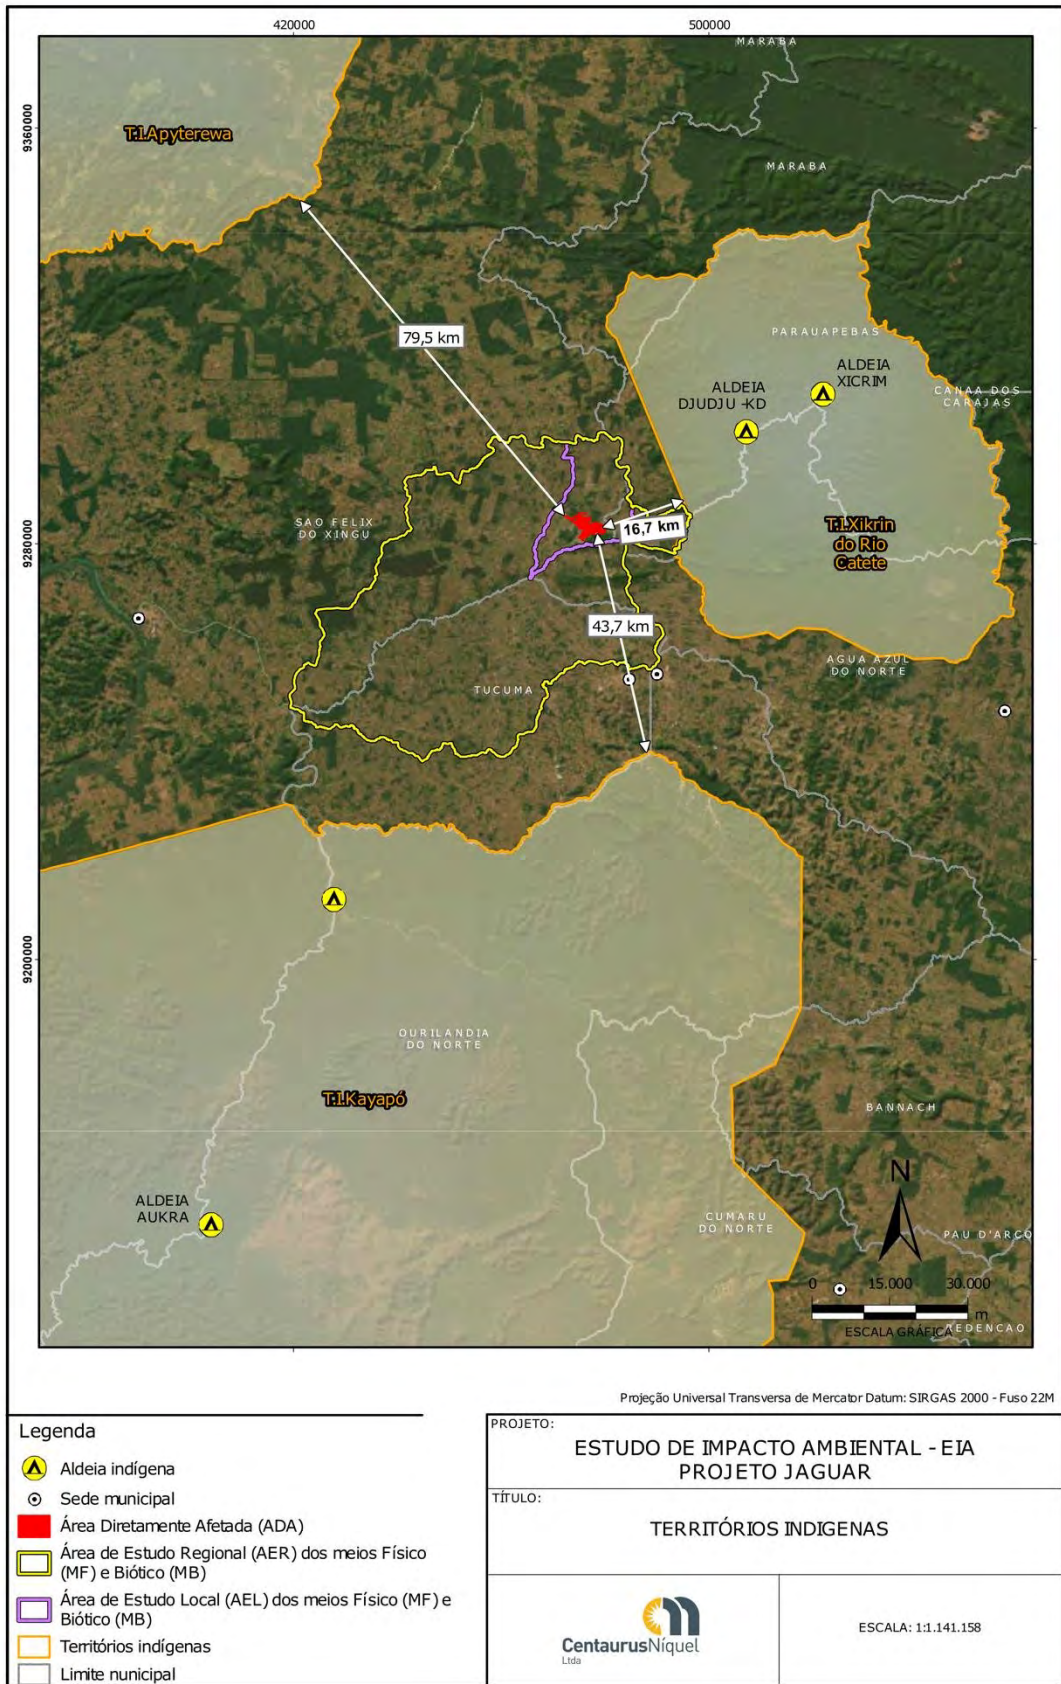 420000
500000
MARABA
9360000
T.I.Apyterewa
MARABA
79,5 km
PARAUAPEBAS
ALDEIA
XICRIM
ALDEIA
DJUDJU -KD
CANAA DOS
CARAJAS
SAO FELIX
DO XINGU
16,7 km
T.I.Xikrin
do Rio
Catete
9280000
43,7 km
AGUA AZUL
DO NORTE
TUCUMA
9200000
OURILANDIA
DO NORTE
T.I.Kayapó
BANNACH
N
ALDEIA
AUKRA
CUMARU
DO NORTE
PAU D'ARCO
0 15.000 30.000
m
ESCALA GRÁFICA
REDENCAO
Projeção Universal Transversa de Mercator Datum: SIRGAS 2000 - Fuso 22M
Legenda
Aldeia indígena
Sede municipal
Área Diretamente Afetada (ADA)
Área de Estudo Regional (AER) dos meios Físico
(MF) e Biótico (MB)
Área de Estudo Local (AEL) dos meios Físico (MF) e
Biótico (MB)
Territórios indígenas
Limite nunicipal
PROJETO:
ESTUDO DE IMPACTO AMBIENTAL - EIA
PROJETO JAGUAR
TÍTULO:
TERRITÓRIOS INDIGENAS
CentaurusNíquel
Ltda
ESCALA: 1:1.141.158